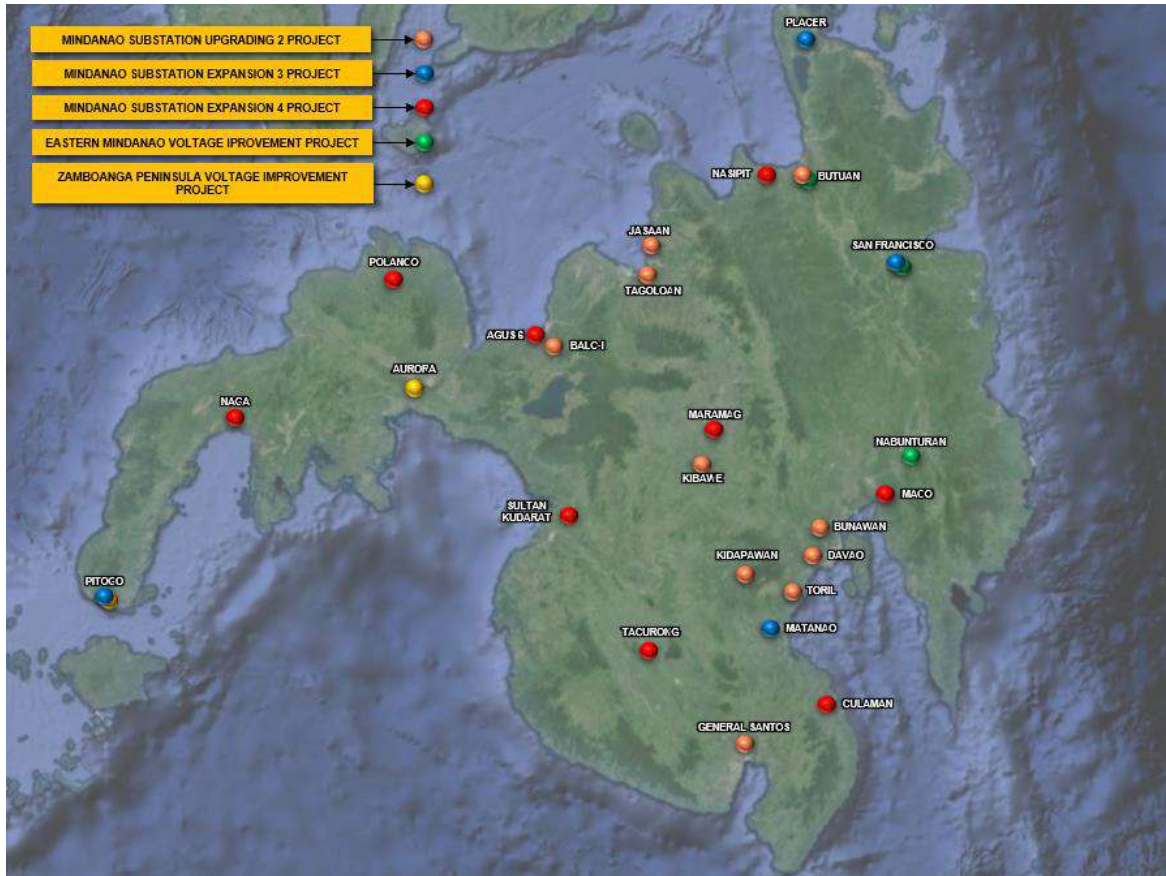 MINDANAO SUBSTATION UPGRADING 2 PROJECT
MINDANAO SUBSTATION EXPANSION 3 PROJECT
MINDANAO SUBSTATION EXPANSION 4 PROJECT
EASTERN MINDANAO VOLTAGE IPROVEMENT PROJECT
ZAMBOANGA PENINSULA VOLTAGE IMPROVEMENT
PROJECT
PLACER
NASIPIT
BUTUAN
JASAAN
SAN FRANCISCO
POLANCO
TAGOLOAN
AGUS 6
BALO-I
AURORA
NAGA
MARAMAG
NABUNTURAN
KIBAWE
MACO
SULTAN
KUDARAT
BUNAWAN
DAVAO
KIDAPAWAN
PITOGO
TORIL
MATANAO
TACURONG
CULAMAN
GENERAL SANTOS